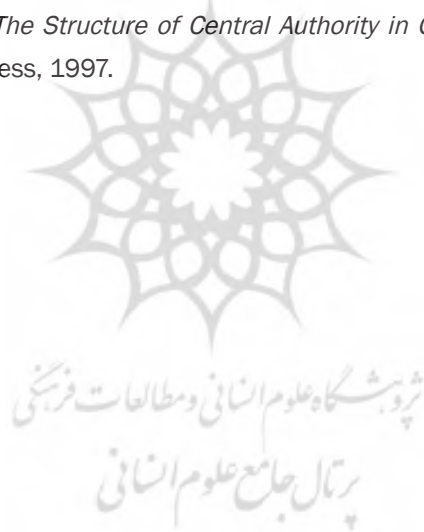 The Structure of Central Authority in
ess, 1997.
پژوهشگاه علوم انسانی و مطالعات فرهنگی
پرتال جامع علوم انسانی